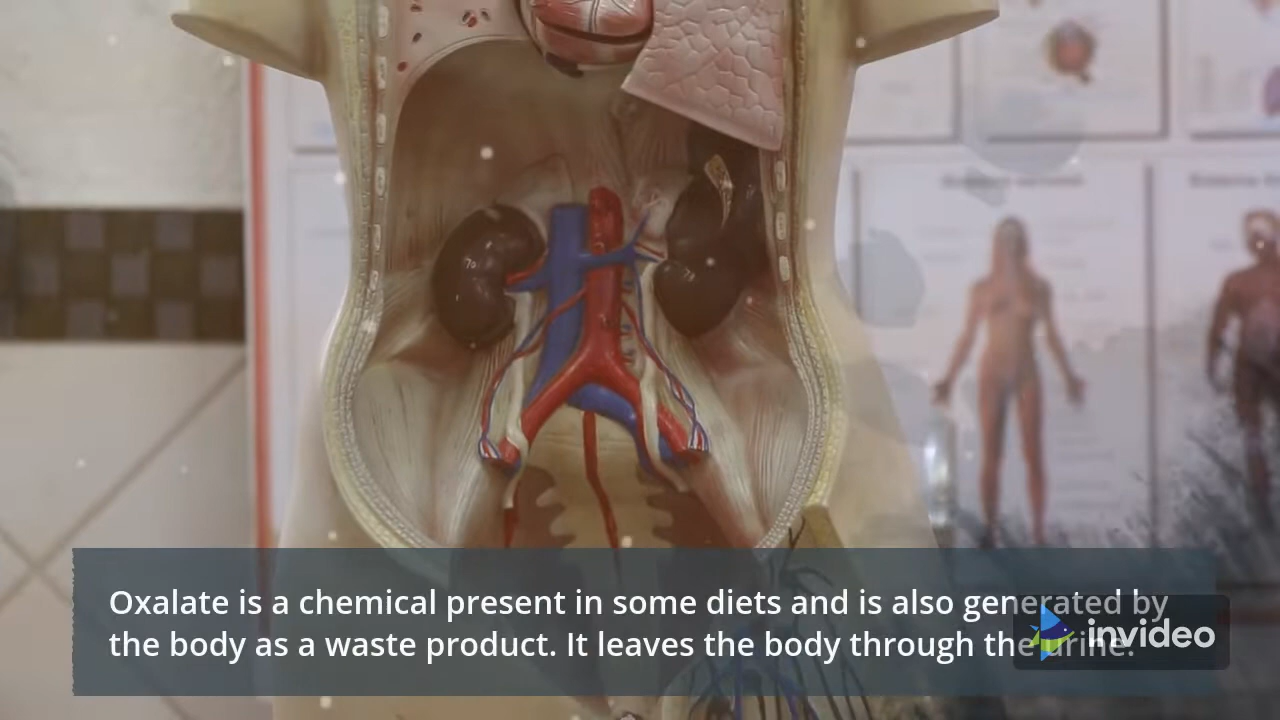 Oxalate is a chemical present in some diets and is also generated by
the body as a waste product. It leaves the body through the urine.
invideo